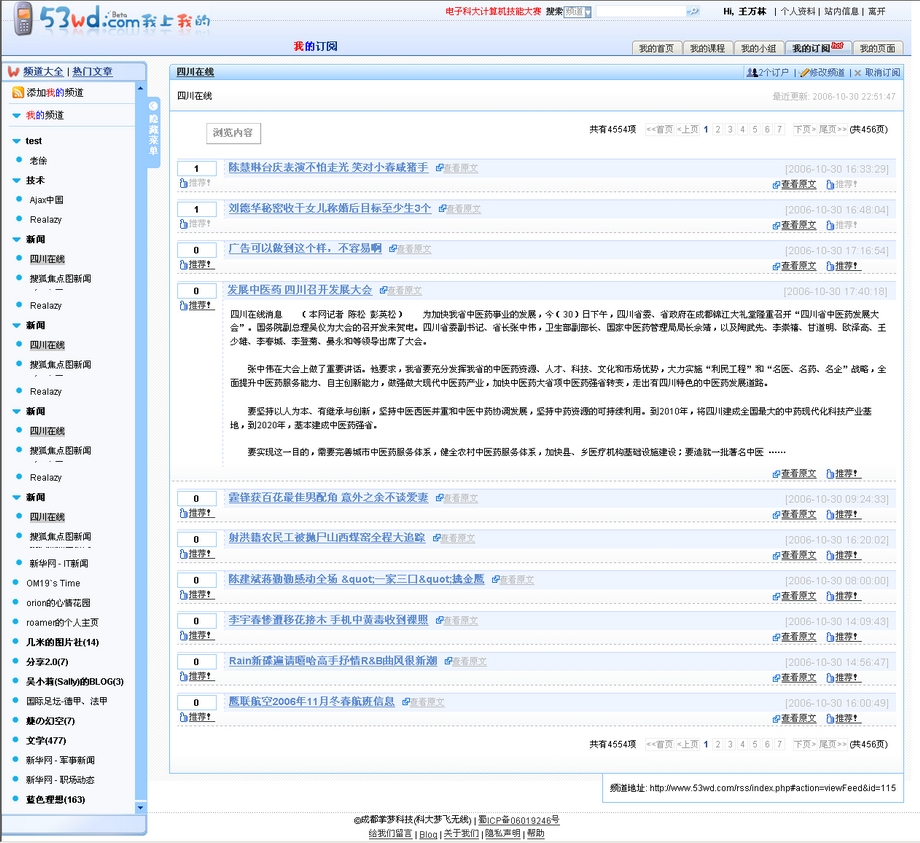 53wd.com Beta 我上我的
电子科大计算机技能大赛 搜索 频道
Hi, 王万林 | 个人资料 | 站内信息 | 离开
我的订阅
我的首页 我的课程 我的小组 我的订阅 hot 我的页面
频道大全 | 热门文章
添加我的频道
我的频道
test
老徐
技术
Ajax中国
Realazy
新闻
四川在线
搜狐焦点图新闻
Realazy
新闻
四川在线
搜狐焦点图新闻
Realazy
新闻
四川在线
搜狐焦点图新闻
Realazy
新闻
四川在线
搜狐焦点图新闻
新华网 - IT新闻
OM19`s Time
orion的心情花园
roamer的个人主页
几米的图片社(14)
分享2.0(7)
吴小莉(Sally)的BLOG(3)
国际足坛-德甲、法甲
蘕の幻空(7)
文学(477)
新华网 - 军事新闻
新华网 - 职场动态
蓝色理想(163)
隐藏菜单
四川在线
2个订户 | 修改频道 | 取消订阅
四川在线
最近更新: 2006-10-30 22:51:47
浏览内容
共有4554项 <<首页 <上页 1 2 3 4 5 6 7 下页> 尾页>> (共456页)
1 陈慧琳台庆表演不怕走光 笑对小春咸猪手 查看原文 [2006-10-30 16:33:29]
推荐! 查看原文 推荐!
1 刘德华秘密收干女儿称婚后目标至少生3个 查看原文 [2006-10-30 16:48:04]
推荐! 查看原文 推荐!
0 广告可以做到这个样，不容易啊 查看原文 [2006-10-30 17:16:54]
推荐! 查看原文 推荐!
0 发展中医药 四川召开发展大会 查看原文 [2006-10-30 17:40:18]
推荐!
四川在线消息 （本网记者 陈松 彭英松） 为加快我省中医药事业的发展，今（30）日下午，四川省委、省政府在成都锦江大礼堂隆重召开“四川省中医药发展大
会”。国务院副总理吴仪为大会的召开发来贺电。四川省委副书记、省长张中伟，卫生部副部长、国家中医药管理局局长佘靖，以及陶武先、李崇禧、甘道明、欧泽高、王
少雄、李春城、李登菊、晏永和等领导出席了大会。
张中伟在大会上做了重要讲话。他要求，我省要充分发挥我省的中医药资源、人才、科技、文化和市场优势，大力实施“利民工程”和“名医、名药、名企”战略，全
面提升中医药服务能力、自主创新能力，做强做大现代中医药产业，加快中医药大省项中医药强省转变，走出有四川特色的中医药发展道路。
要坚持以人为本、有继承与创新，坚持中医西医并重和中医中药协调发展，坚持中药资源的可持续利用。到2010年，将四川建成全国最大的中药现代化科技产业基
地，到2020年，基本建成中医药强省。
要实现这一目的，需要完善城市中医药服务体系，健全农村中医药服务体系，加快县、乡医疗机构基础设施建设；要造就一批著名中医 ……
查看原文 推荐!
0 霍锋获百花最佳男配角 意外之余不谈爱妻 查看原文 [2006-10-30 09:24:33]
推荐! 查看原文 推荐!
0 射洪籍农民工被抛尸山西煤窑全程大追踪 查看原文 [2006-10-30 16:20:02]
推荐! 查看原文 推荐!
0 陈建斌蒋勤勤感动全场 &quot;一家三口&quot;擒金鹰 查看原文 [2006-10-30 08:00:00]
推荐! 查看原文 推荐!
0 李宇春惨遭移花接木 手机中黄毒收到裸照 查看原文 [2006-10-30 14:09:43]
推荐! 查看原文 推荐!
0 Rain新碟遍请嘻哈高手抒情R&B曲风很新潮 查看原文 [2006-10-30 14:56:47]
推荐! 查看原文 推荐!
0 鹰联航空2006年11月冬春航班信息 查看原文 [2006-10-30 16:00:49]
推荐! 查看原文 推荐!
共有4554项 <<首页 <上页 1 2 3 4 5 6 7 下页> 尾页>> (共456页)
频道地址: http://www.53wd.com/rss/index.php#action=viewFeed&id=115
©成都掌梦科技(科大梦飞无线) | 蜀ICP备06019246号
给我们留言 | Blog | 关于我们 | 隐私声明 | 帮助